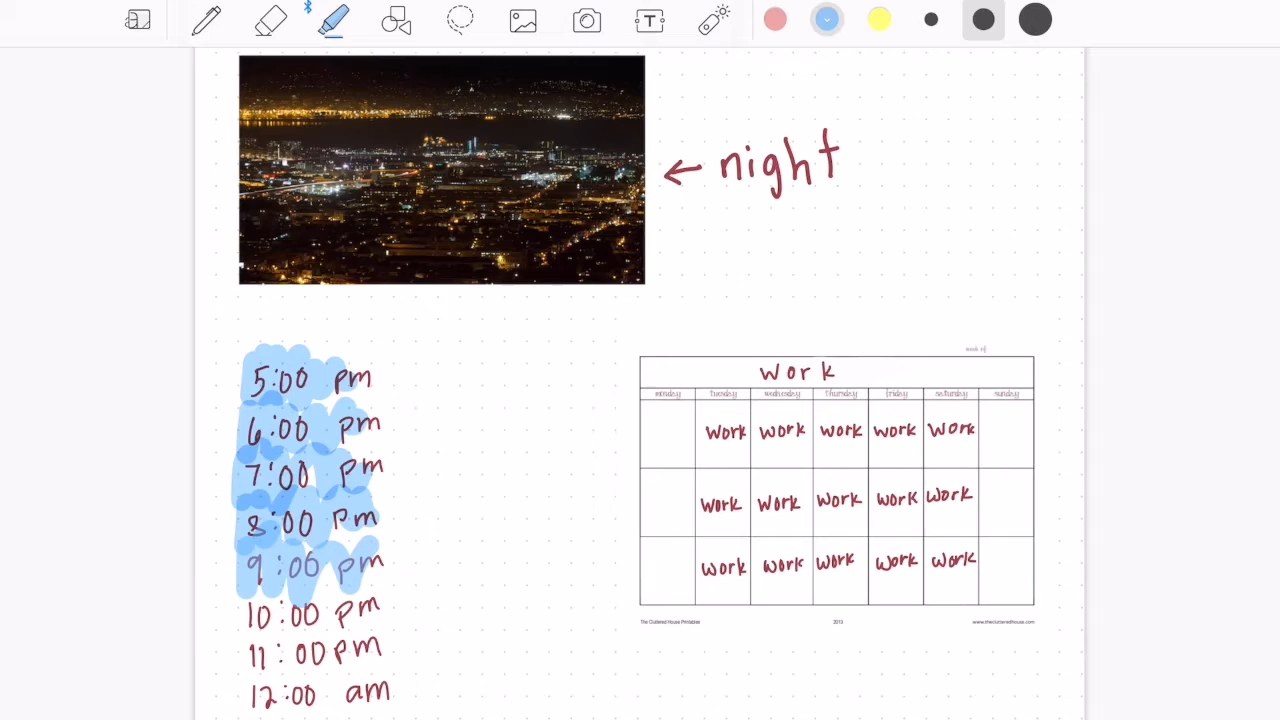 T
← night
5:00 pm
6:00 pm
7:00 pm
8:00 pm
9:00 pm
10:00 pm
11:00 pm
12:00 am
week of
work
monday tuesday wednesday thursday friday saturday sunday
work work work work work
work work work work work
work work work work work
The Cluttered House Printables 2013 www.theclutteredhouse.com